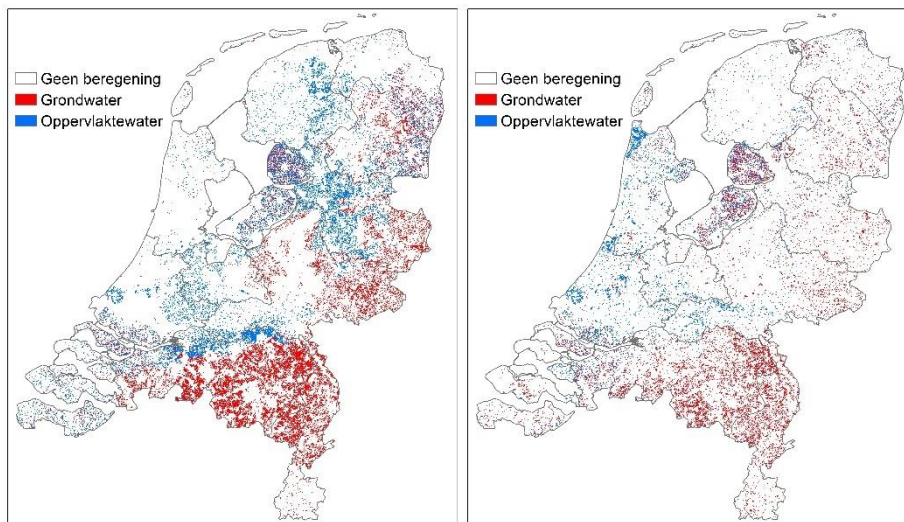 Geen beregening
Grondwater
Oppervlaktewater
Geen beregening
Grondwater
Oppervlaktewater